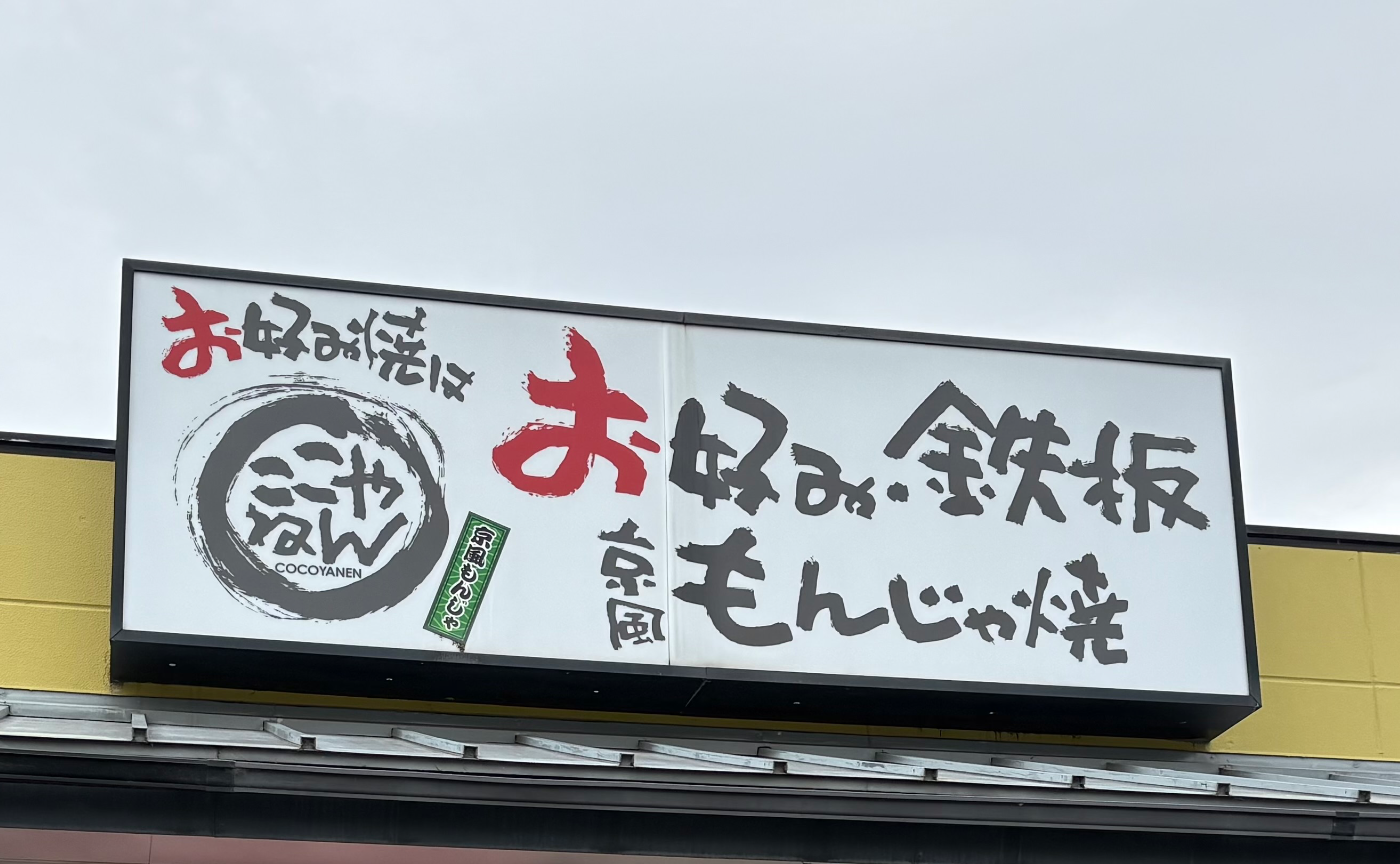 お好み焼は
ここや
ねん
COCOYANEN
京風もんじゃ
お好み・鉄板
京風
もんじゃ焼